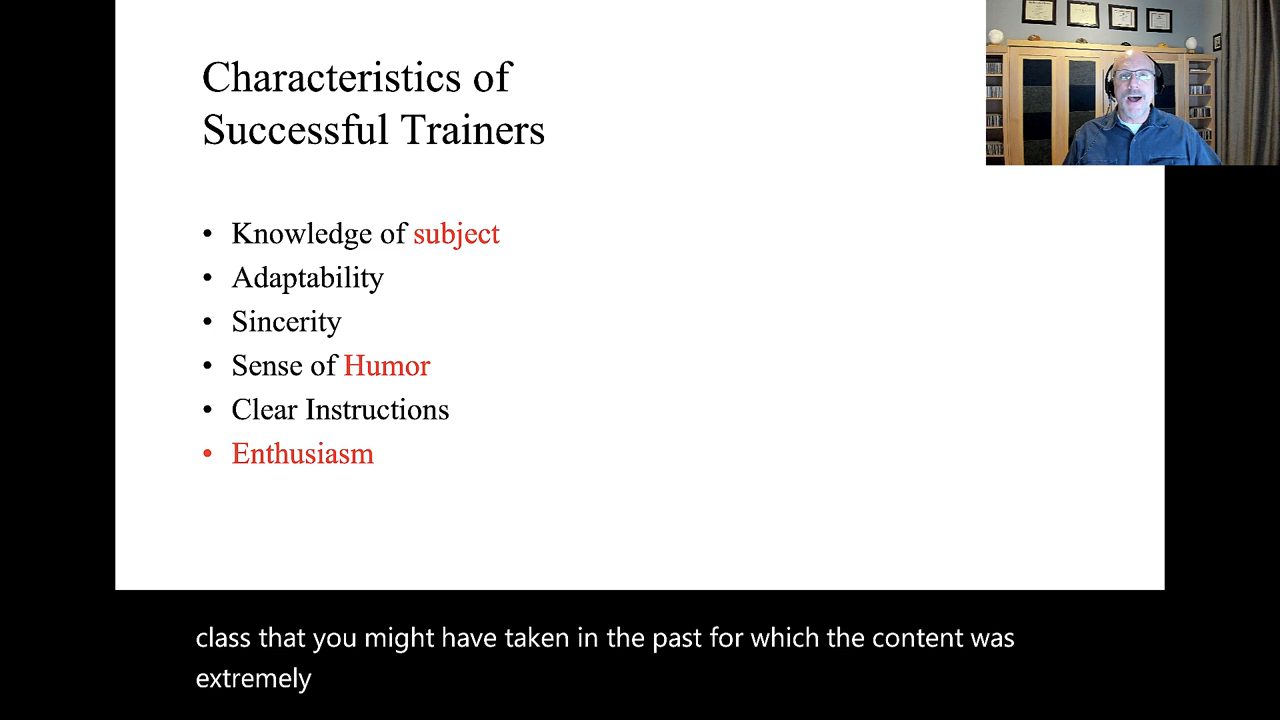 Characteristics of
Successful Trainers
• Knowledge of subject
• Adaptability
• Sincerity
• Sense of Humor
• Clear Instructions
• Enthusiasm
class that you might have taken in the past for which the content was
extremely